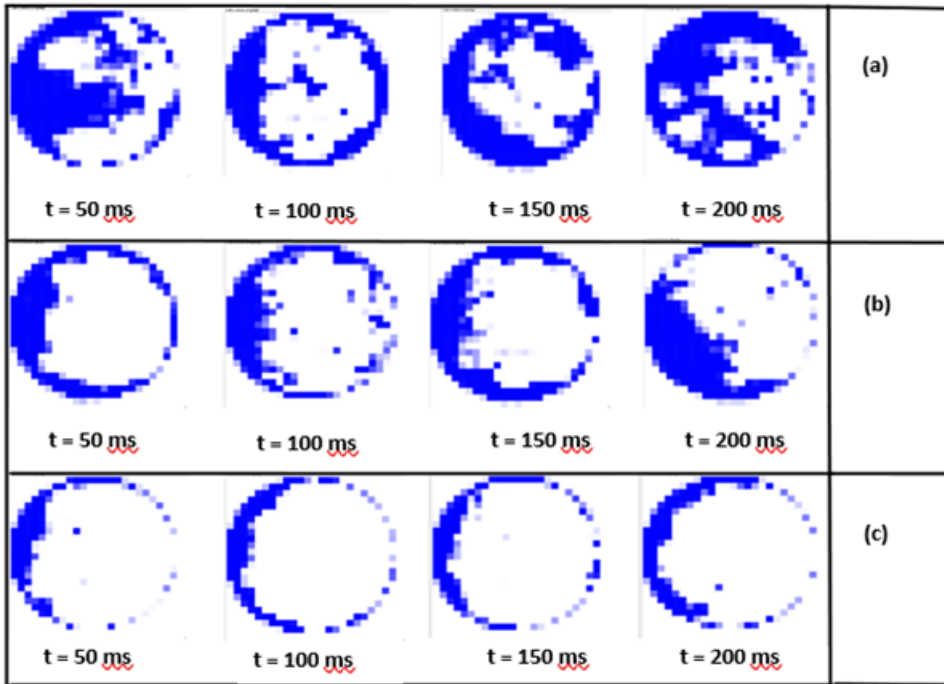 (a)
t = 50 ms t = 100 ms t = 150 ms t = 200 ms
(b)
t = 50 ms t = 100 ms t = 150 ms t = 200 ms
(c)
t = 50 ms t = 100 ms t = 150 ms t = 200 ms